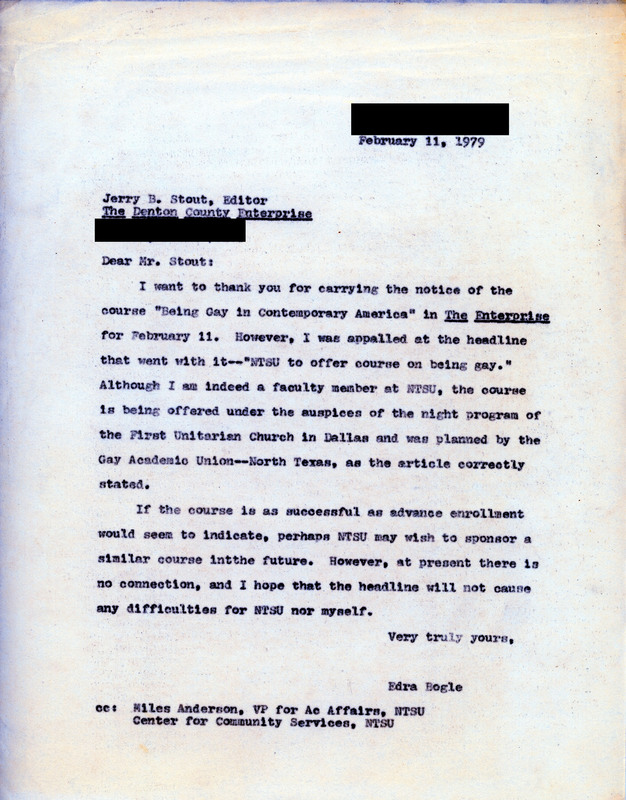 February 11, 1979
Jerry B. Stout, Editor
The Denton County Enterprise
Dear Mr. Stout:
I want to thank you for carrying the notice of the
course "Being Gay in Contemporary America" in The Enterprise
for February 11. However, I was appalled at the headline
that went with it--"NTSU to offer course on being gay."
Although I am indeed a faculty member at NTSU, the course
is being offered under the auspices of the night program of
the First Unitarian Church in Dallas and was planned by the
Gay Academic Union--North Texas, as the article correctly
stated.
If the course is as successful as advance enrollment
would seem to indicate, perhaps NTSU may wish to sponsor a
similar course intthe future. However, at present there is
no connection, and I hope that the headline will not cause
any difficulties for NTSU nor myself.
Very truly yours,
Edra Bogle
cc: Miles Anderson, VP for Ac Affairs, NTSU
Center for Community Services, NTSU